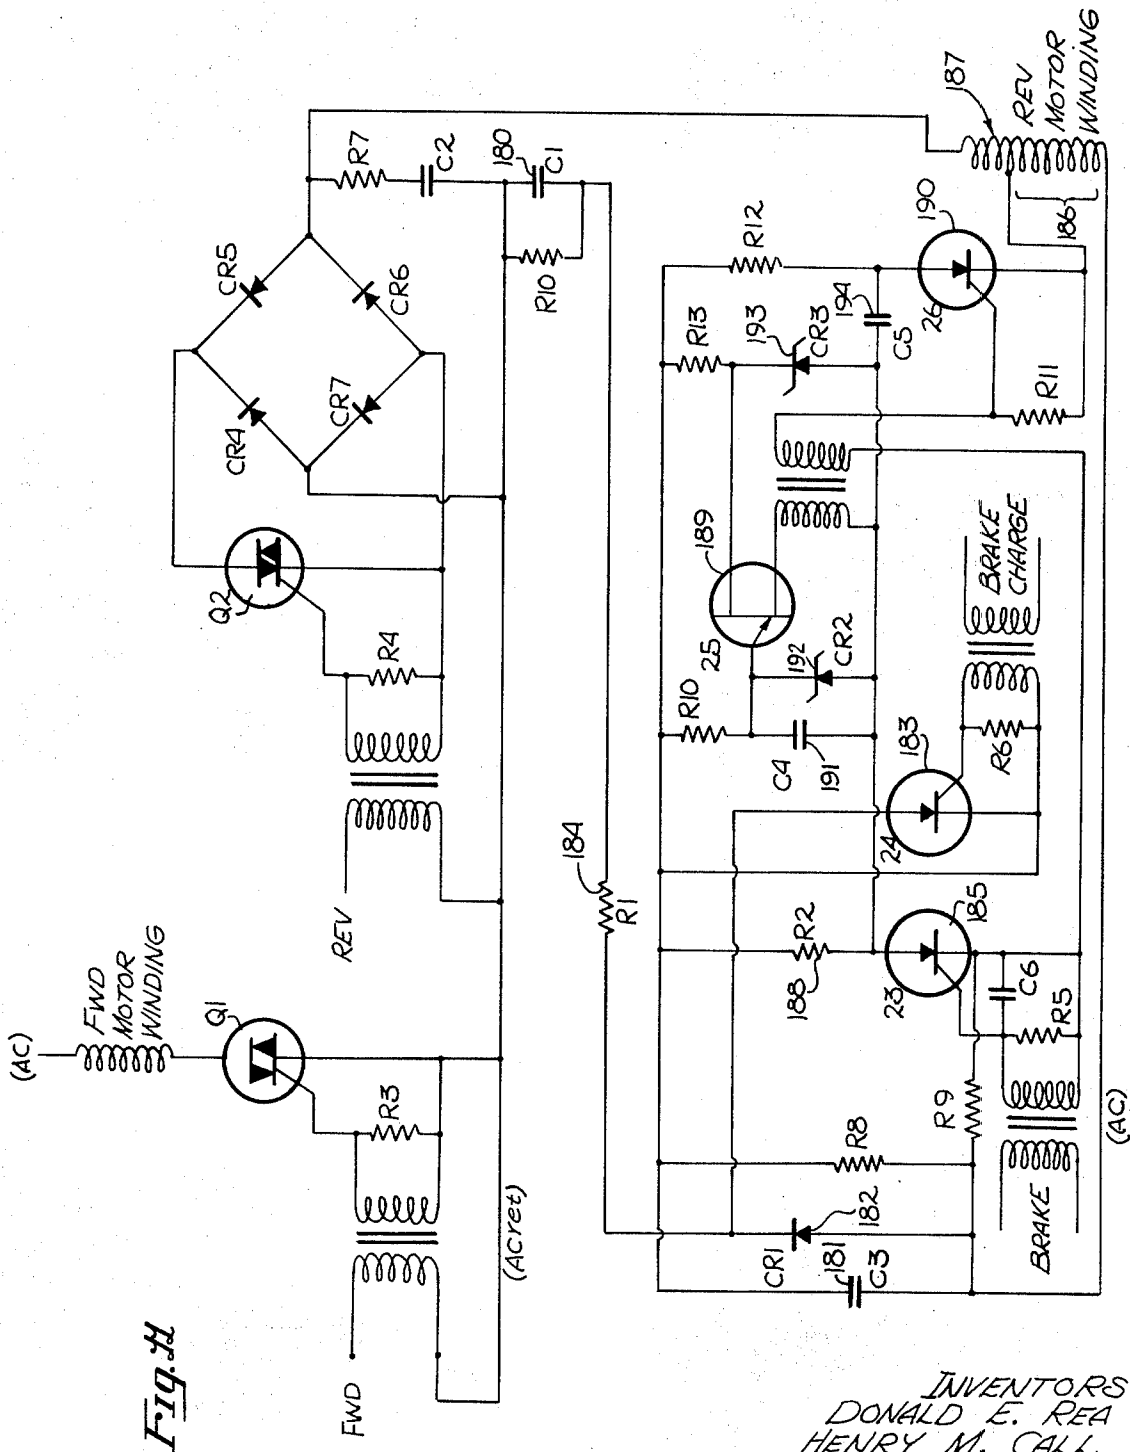 Fig. 11
(AC)
FWD
MOTOR
WINDING
Q1
R3
FWD
(Acret)
REV
Q2
R4
CR4
CR5
CR7
CR6
R7
C2
180
C1
R10
184
R1
187
REV
MOTOR
WINDING
186
190
26
R12
R13
193
CR3
194
C5
R11
189
25
192
CR2
R10
C4
191
BRAKE
CHARGE
183
24
R6
R2
188
23
185
C6
R5
R9
R8
CR1
182
181
C3
BRAKE
(AC)
INVENTORS
DONALD E. REA
HENRY M. CALL